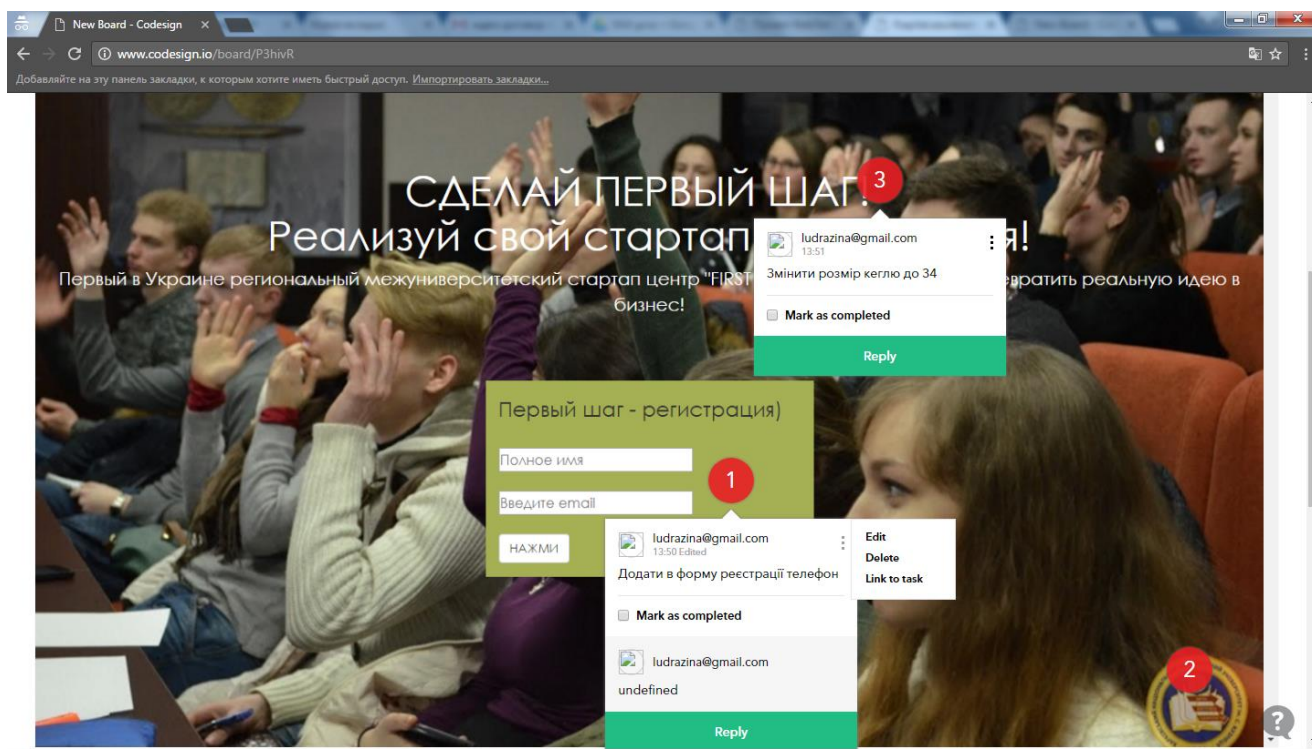 New Board - Codesign
www.codesign.io/board/P3hivR
Добавляйте на эту панель закладки, к которым хотите иметь быстрый доступ. Импортировать закладки...
СДЕЛАЙ ПЕРВЫЙ ШАГ!
3
Реализуй свой стартап я!
Первый в Украине региональный межуниверситетский стартап центр "FIRST вратить реальную идею в
бизнес!
ludrazina@gmail.com
13:51
Змінити розмір кеглю до 34
Mark as completed
Reply
Первый шаг - регистрация)
Полное имя
1
Введите email
НАЖМИ
ludrazina@gmail.com
13:50 Edited
Додати в форму реєстрації телефон
Edit
Delete
Link to task
Mark as completed
ludrazina@gmail.com
undefined
Reply
2
?